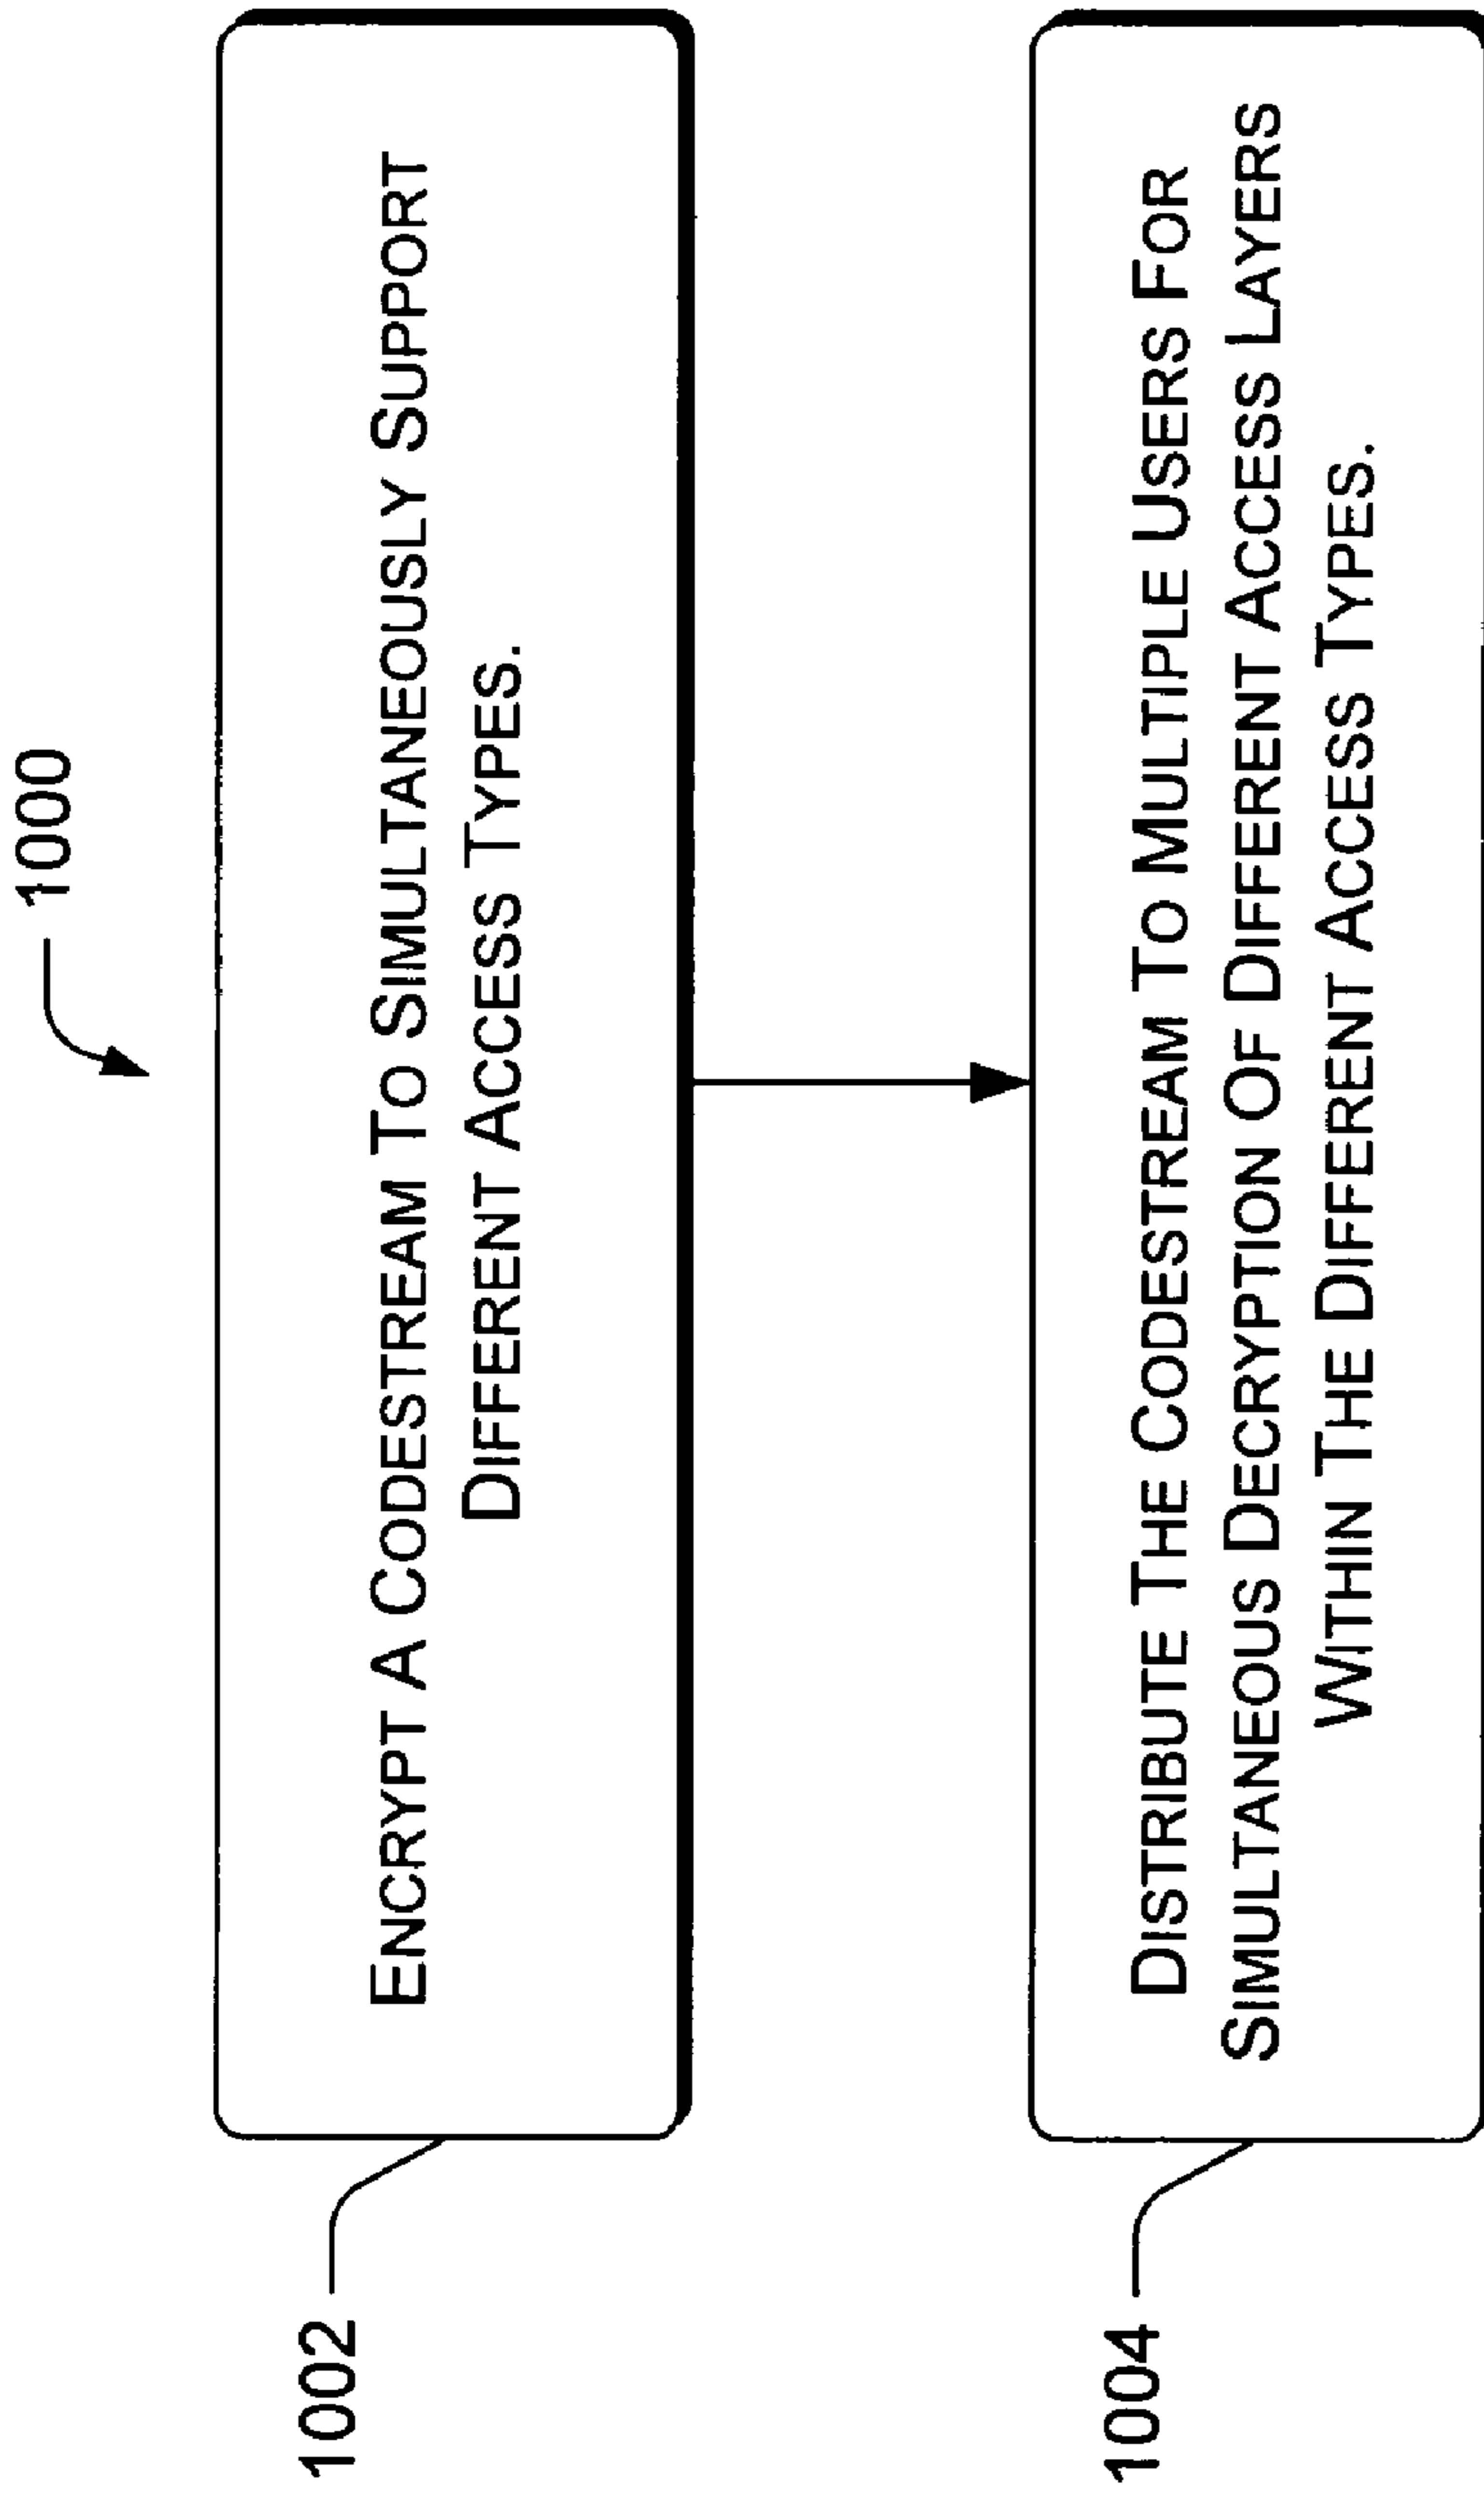 1000
1002
ENCRYPT A CODESTREAM TO SIMULTANEOUSLY SUPPORT
DIFFERENT ACCESS TYPES.
1004
DISTRIBUTE THE CODESTREAM TO MULTIPLE USERS FOR
SIMULTANEOUS DECRYPTION OF DIFFERENT ACCESS LAYERS
WITHIN THE DIFFERENT ACCESS TYPES.